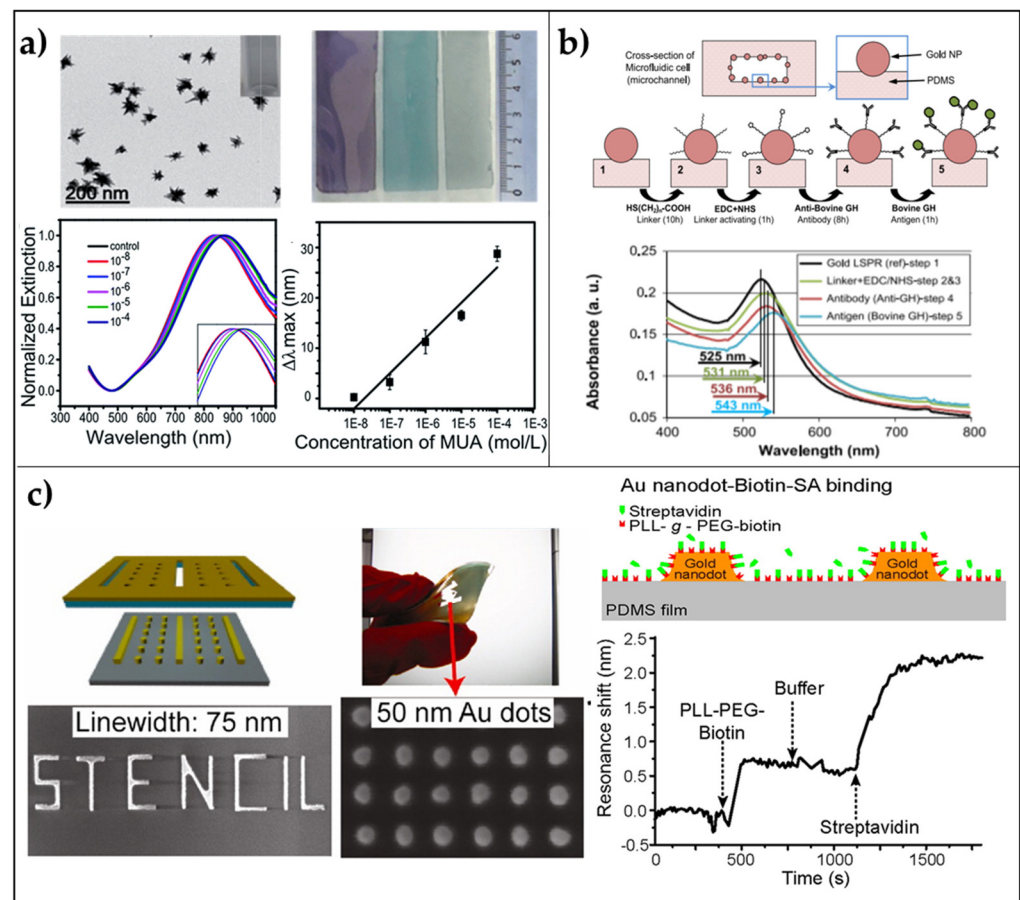 a)
200 nm
0 1 2 3 4 5 6
Normalized Extinction
1.0
0.8
0.6
0.4
0.2
0.0
control
10⁻⁸
10⁻⁷
10⁻⁶
10⁻⁵
10⁻⁴
300 400 500 600 700 800 900 1000
Wavelength (nm)
Δλmax (nm)
30
20
10
0
1E-8 1E-7 1E-6 1E-5 1E-4 1E-3
Concentration of MUA (mol/L)
b)
Cross-section of
Microfluidic cell
(microchannel)
Gold NP
PDMS
1
2
3
4
5
HS(CH₂)ₙ-COOH
Linker (10h)
EDC+NHS
Linker activating (1h)
Anti-Bovine GH
Antibody (8h)
Bovine GH
Antigen (1h)
Absorbance (a. u.)
0,25
0,2
0,15
0,1
0,05
Gold LSPR (ref)-step 1
Linker+EDC/NHS-step 2&3
Antibody (Anti-GH)-step 4
Antigen (Bovine GH)-step 5
525 nm
531 nm
536 nm
543 nm
400 500 600 700 800
Wavelength (nm)
c)
Linewidth: 75 nm
STENCIL
50 nm Au dots
Au nanodot-Biotin-SA binding
Streptavidin
PLL- g - PEG-biotin
Gold
nanodot
Gold
nanodot
PDMS film
Resonance shift (nm)
2.5
2.0
1.5
1.0
0.5
0.0
-0.5
PLL-PEG-
Biotin
Buffer
Streptavidin
0 500 1000 1500
Time (s)